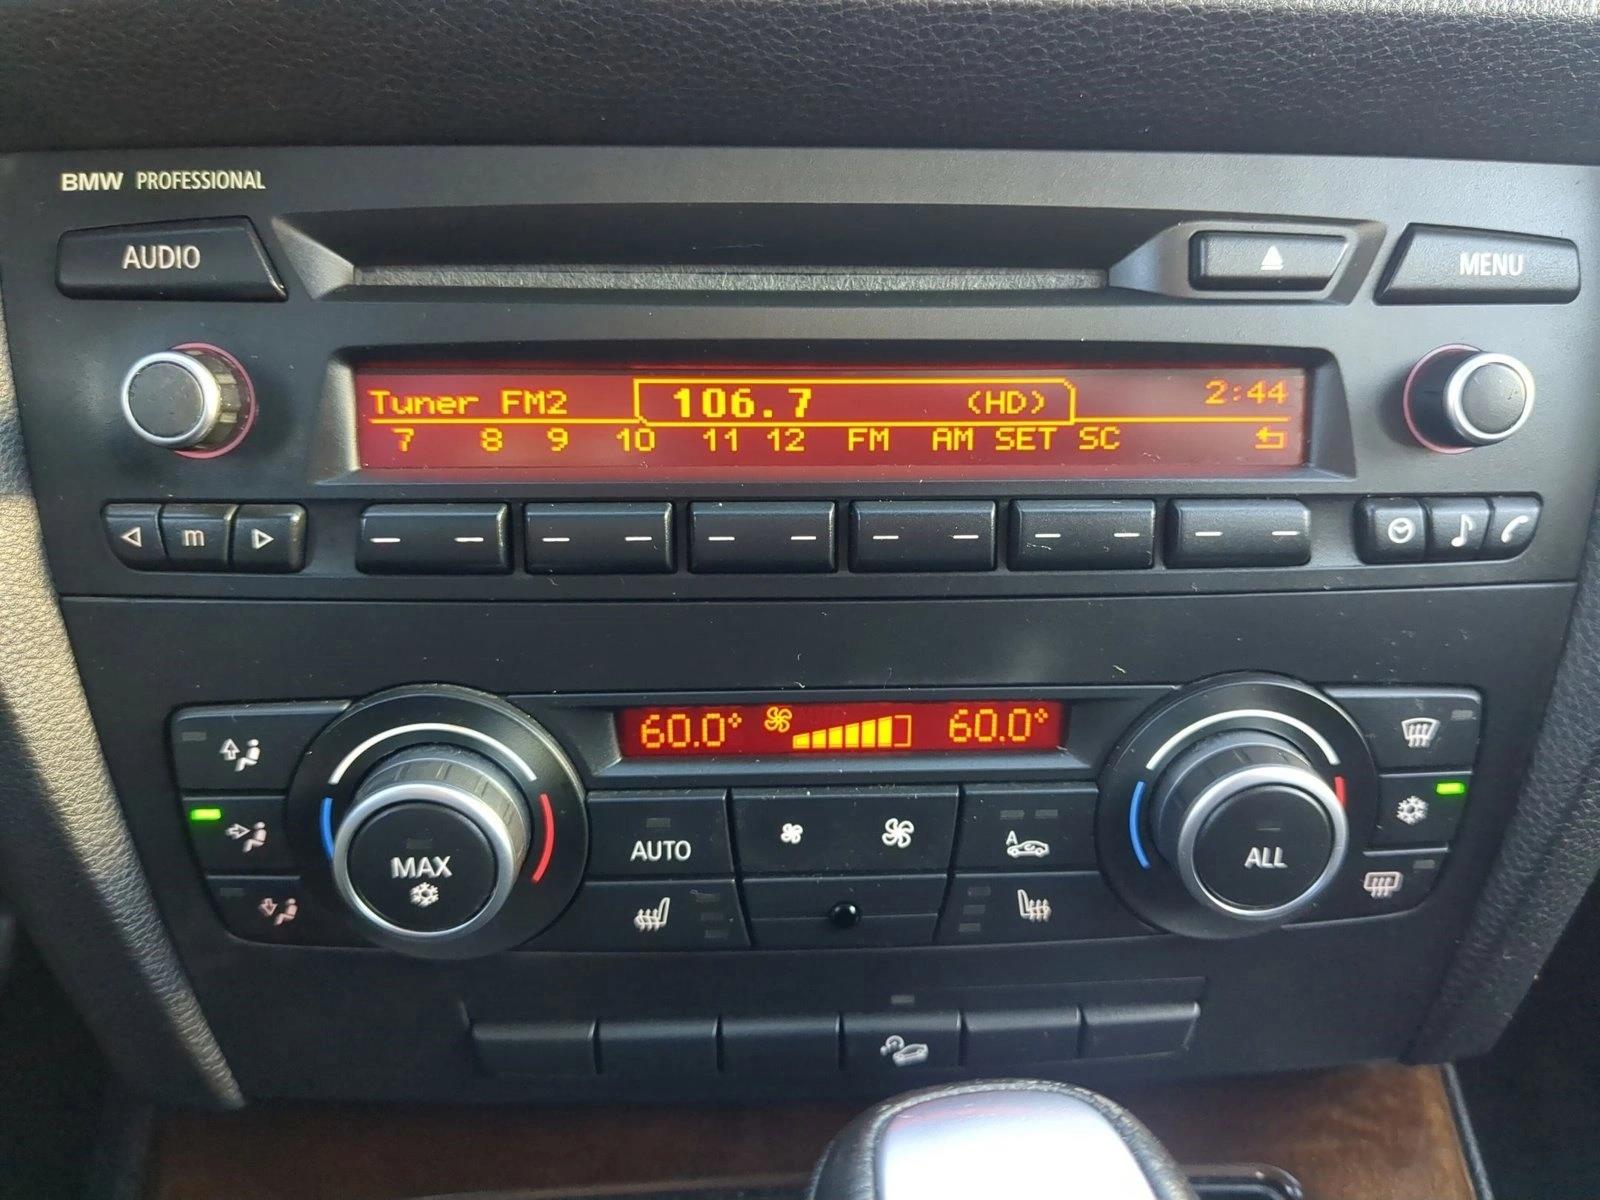 BMW PROFESSIONAL
AUDIO
MENU
Tuner FM2 106.7 (HD) 2:44
7 8 9 10 11 12 FM AM SET SC
m
60.0° 60.0°
MAX
AUTO
A
ALL